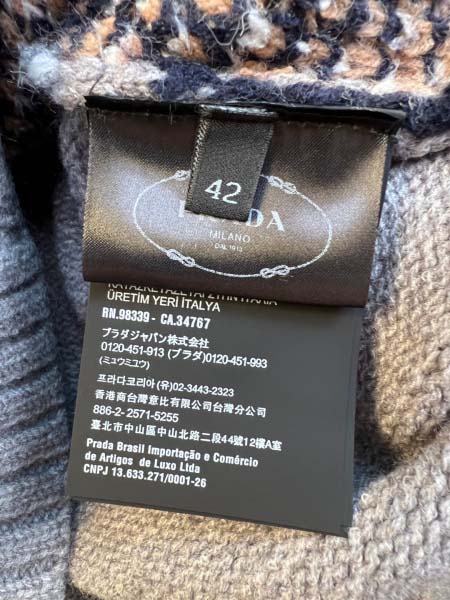 42
MILANO
DAL 1913
ÜRETİM YERİ İTALYA
RN.98339 - CA.34767
プラダジャパン株式会社
0120-451-913 (プラダ)0120-451-993
(ミュウミュウ)
프라다코리아 (유)02-3443-2323
香港商台灣意比有限公司台灣分公司
886-2-2571-5255
臺北市中山區中山北路二段44號12樓A室
Prada Brasil Importação e Comércio
de Artigos de Luxo Ltda
CNPJ 13.633.271/0001-26